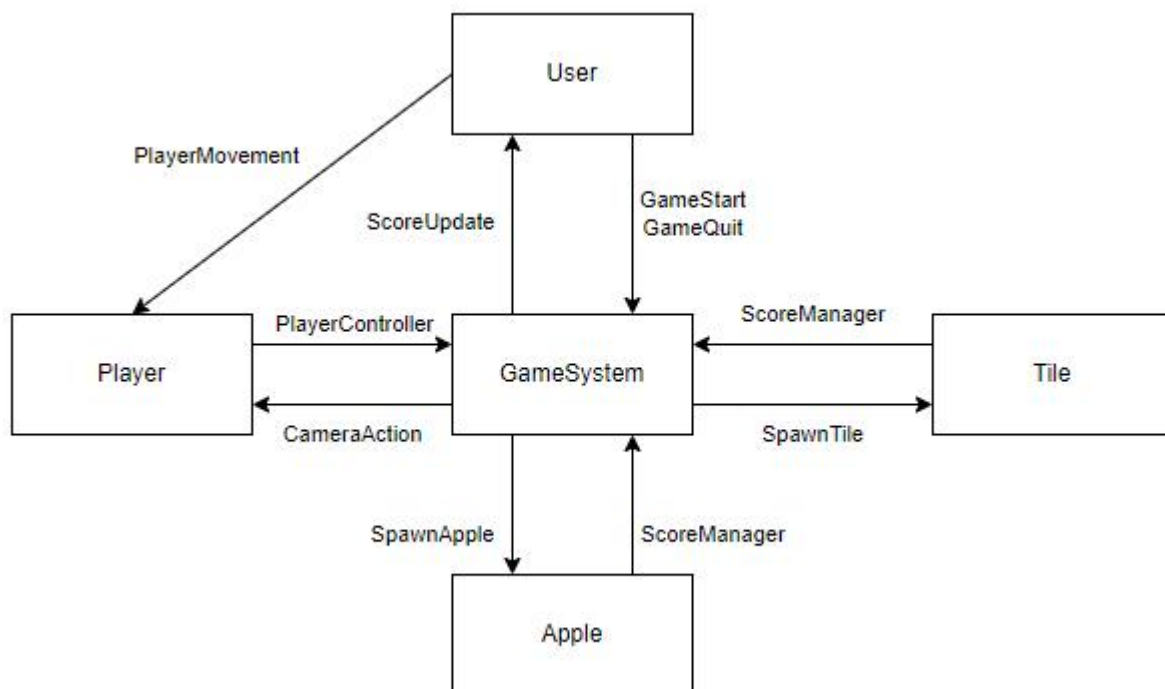 User
PlayerMovement
GameStart
GameQuit
ScoreUpdate
ScoreManager
PlayerController
Player
GameSystem
Tile
CameraAction
SpawnTile
SpawnApple
ScoreManager
Apple